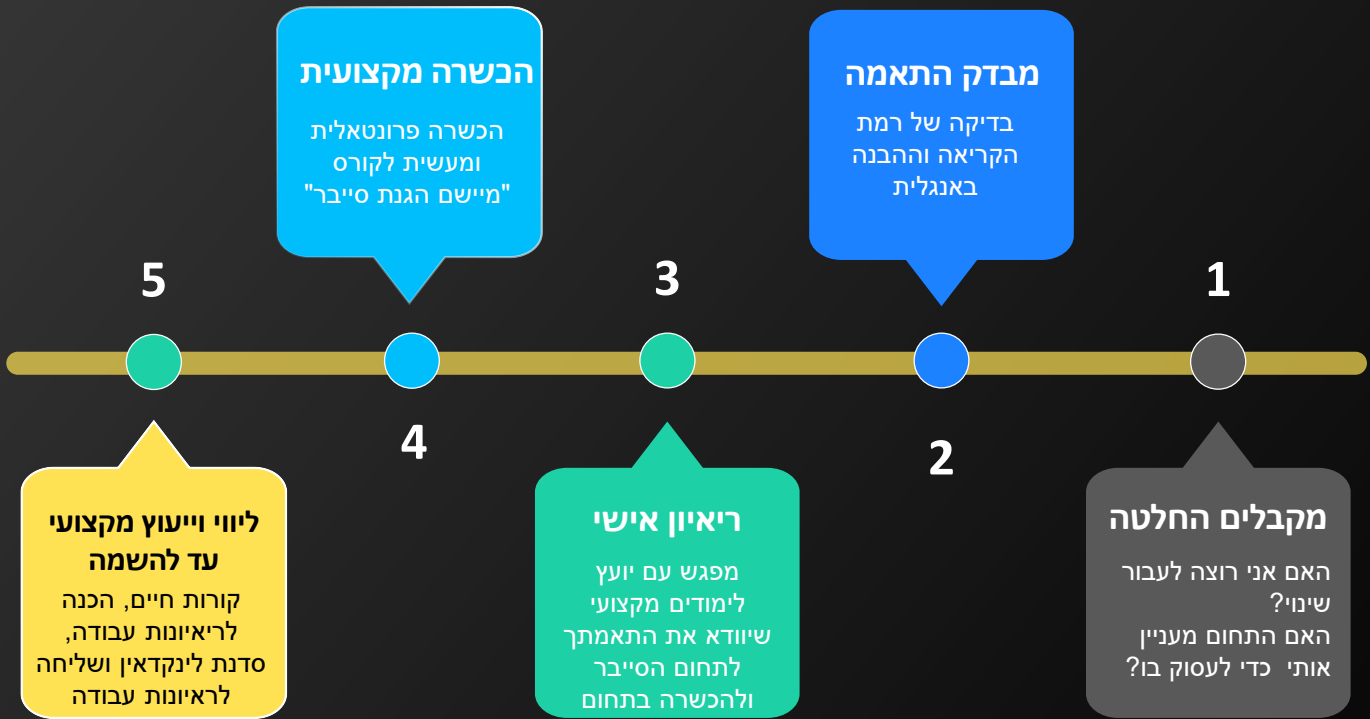 1
מקבלים החלטה
האם אני רוצה לעבור
שינוי?
האם התחום מעניין
אותי כדי לעסוק בו?
2
מבדק התאמה
בדיקה של רמת
הקריאה וההבנה
באנגלית
3
ריאיון אישי
מפגש עם יועץ
לימודים מקצועי
שיוודא את התאמתך
לתחום הסייבר
ולהכשרה בתחום
4
הכשרה מקצועית
הכשרה פרונטאלית
ומעשית לקורס
"מיישם הגנת סייבר"
5
ליווי וייעוץ מקצועי
עד להשמה
קורות חיים, הכנה
לריאיונות עבודה,
סדנת לינקדאין ושליחה
לראיונות עבודה